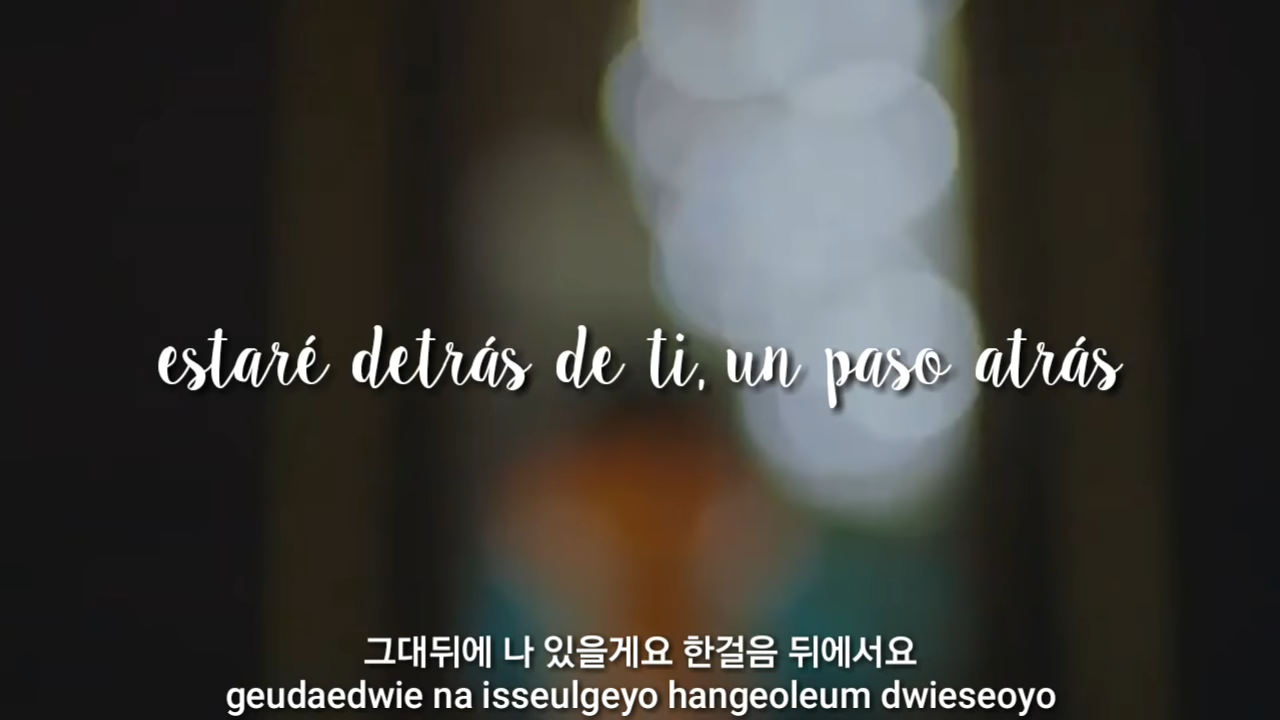 estaré detrás de ti, un paso atrás
그대뒤에 나 있을게요 한걸음 뒤에서요
geudaedwie na isseulgeyo hangeoleum dwieseoyo